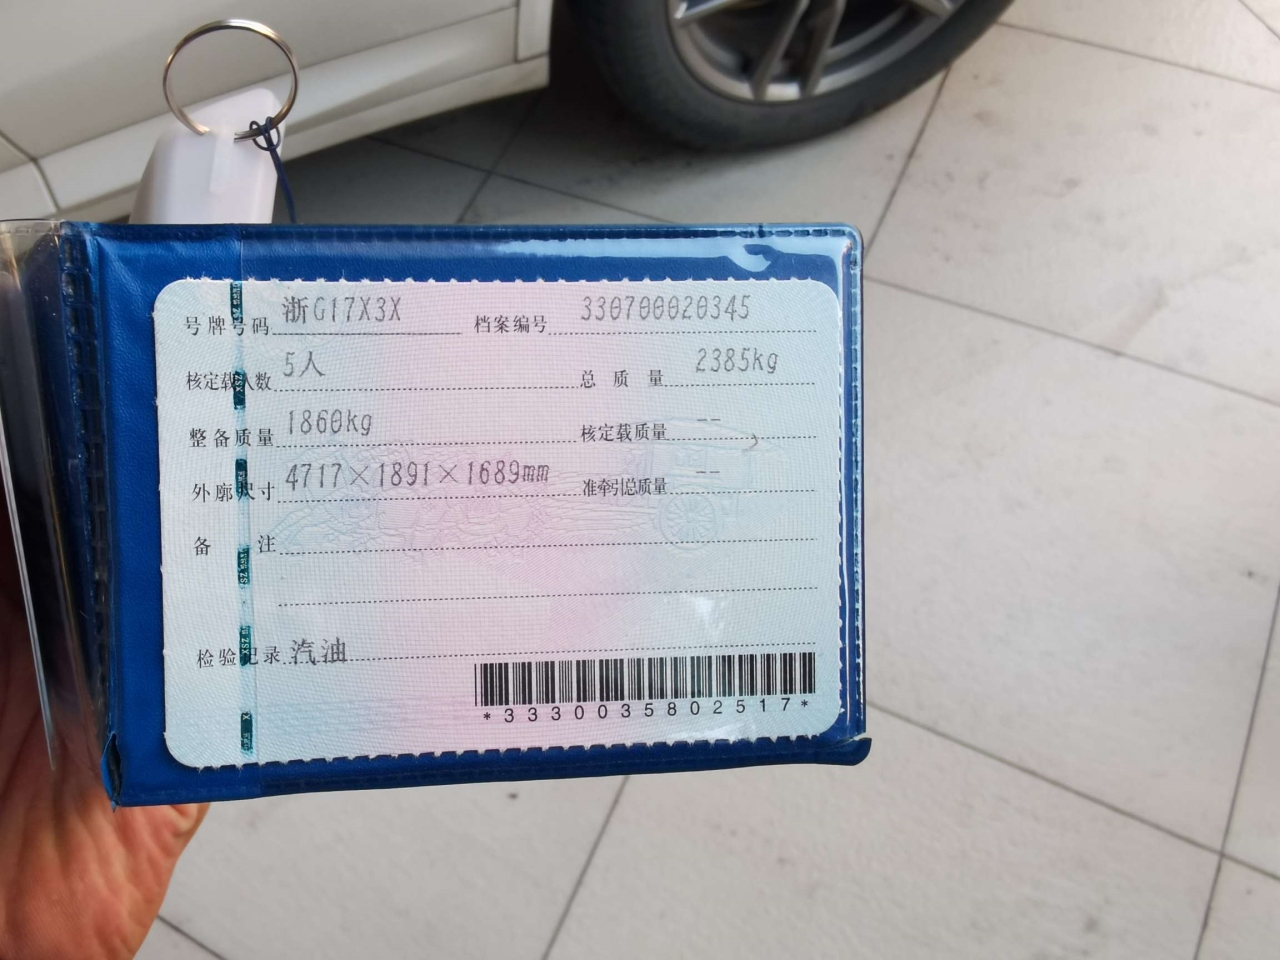 号牌号码 浙G17X3X 档案编号 330700020345
核定载人数 5人 总质量 2385kg
整备质量 1860kg 核定载质量 --
外廓尺寸 4717×1891×1689mm 准牵引总质量 --
备注
检验记录 汽油
*3330035802517*